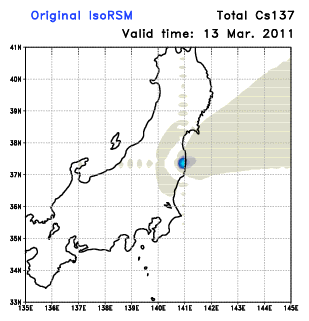 Original IsoRSM Total Cs137
Valid time: 13 Mar. 2011
41N
40N
39N
38N
37N
36N
35N
34N
33N
135E 136E 137E 138E 139E 140E 141E 142E 143E 144E 145E